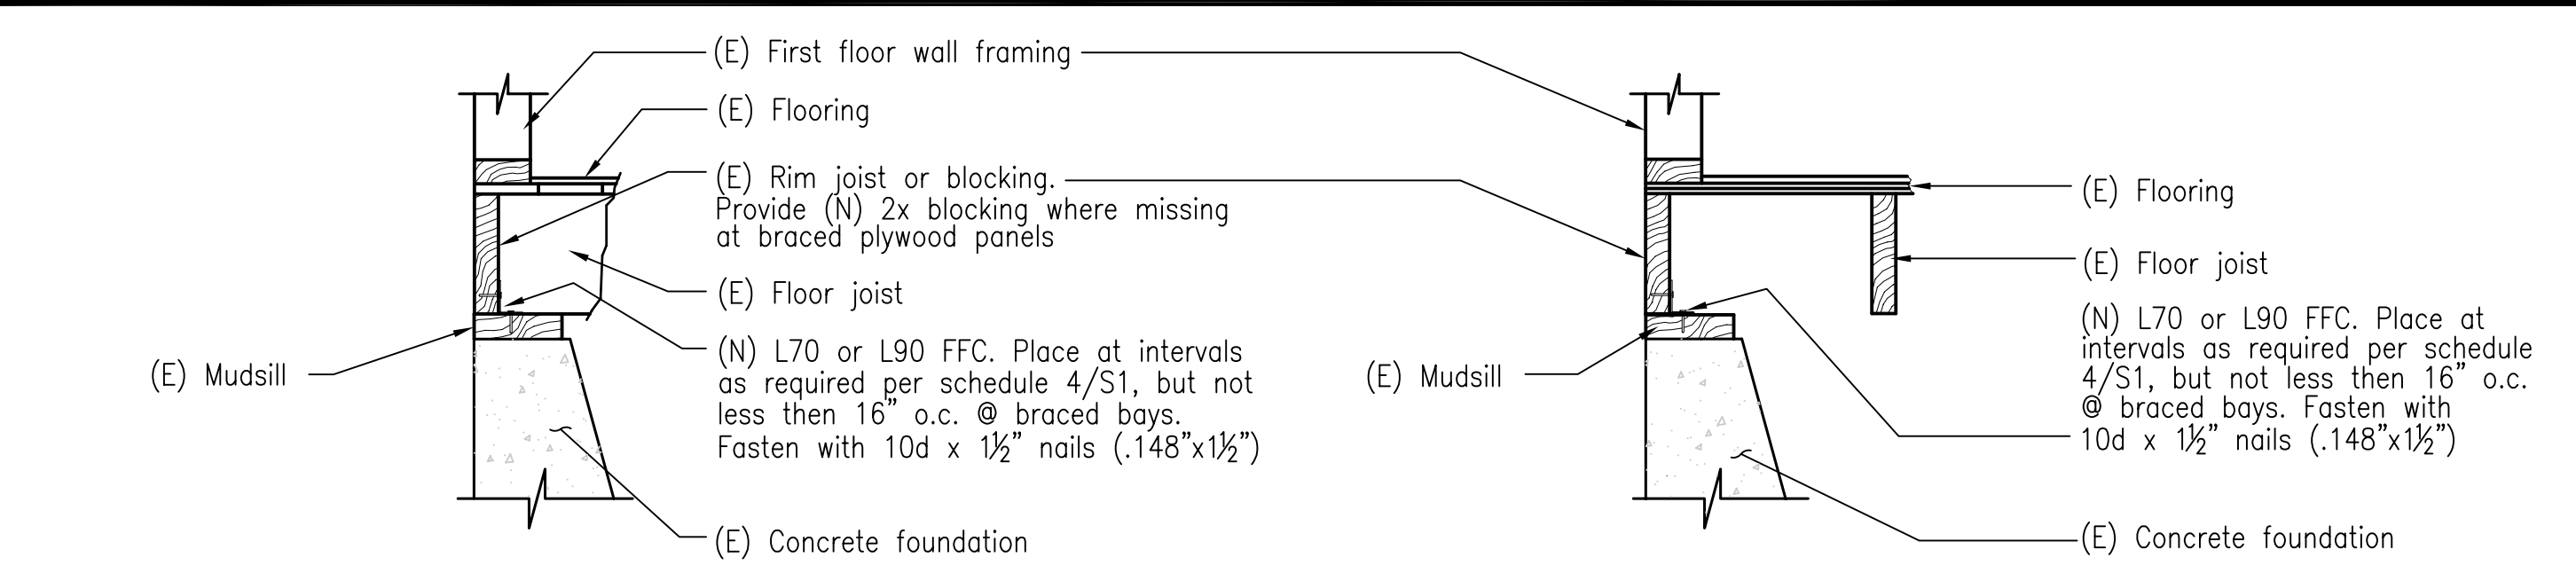 (E) First floor wall framing
(E) Flooring
(E) Rim joist or blocking.
Provide (N) 2x blocking where missing
at braced plywood panels
(E) Floor joist
(N) L70 or L90 FFC. Place at intervals
as required per schedule 4/S1, but not
less then 16" o.c. @ braced bays.
Fasten with 10d x 1½" nails (.148"x1½")
(E) Mudsill
(E) Concrete foundation
(E) Flooring
(E) Floor joist
(N) L70 or L90 FFC. Place at
intervals as required per schedule
4/S1, but not less then 16" o.c.
@ braced bays. Fasten with
10d x 1½" nails (.148"x1½")
(E) Mudsill
(E) Concrete foundation